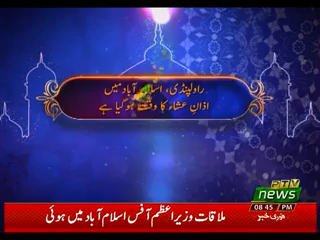 راولپنڈی، اسلام آباد میں
اذانِ عشاء کا وقت ہو گیا ہے
PTV
news
08:45 PM
ملاقات وزیراعظم آفس اسلام آباد میں ہوئی